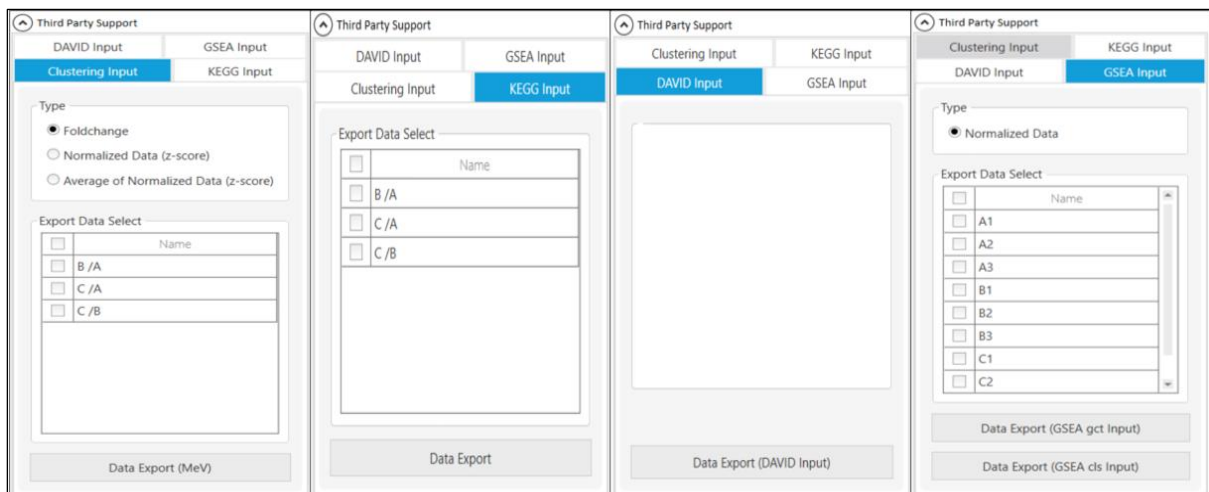 Third Party Support
DAVID Input
GSEA Input
Clustering Input
KEGG Input
Type
Foldchange
Normalized Data (z-score)
Average of Normalized Data (z-score)
Export Data Select
Name
B /A
C /A
C /B
Data Export (MeV)
Third Party Support
DAVID Input
GSEA Input
Clustering Input
KEGG Input
Export Data Select
Name
B /A
C /A
C /B
Data Export
Third Party Support
Clustering Input
KEGG Input
DAVID Input
GSEA Input
Data Export (DAVID Input)
Third Party Support
Clustering Input
KEGG Input
DAVID Input
GSEA Input
Type
Normalized Data
Export Data Select
Name
A1
A2
A3
B1
B2
B3
C1
C2
Data Export (GSEA gct Input)
Data Export (GSEA cls Input)